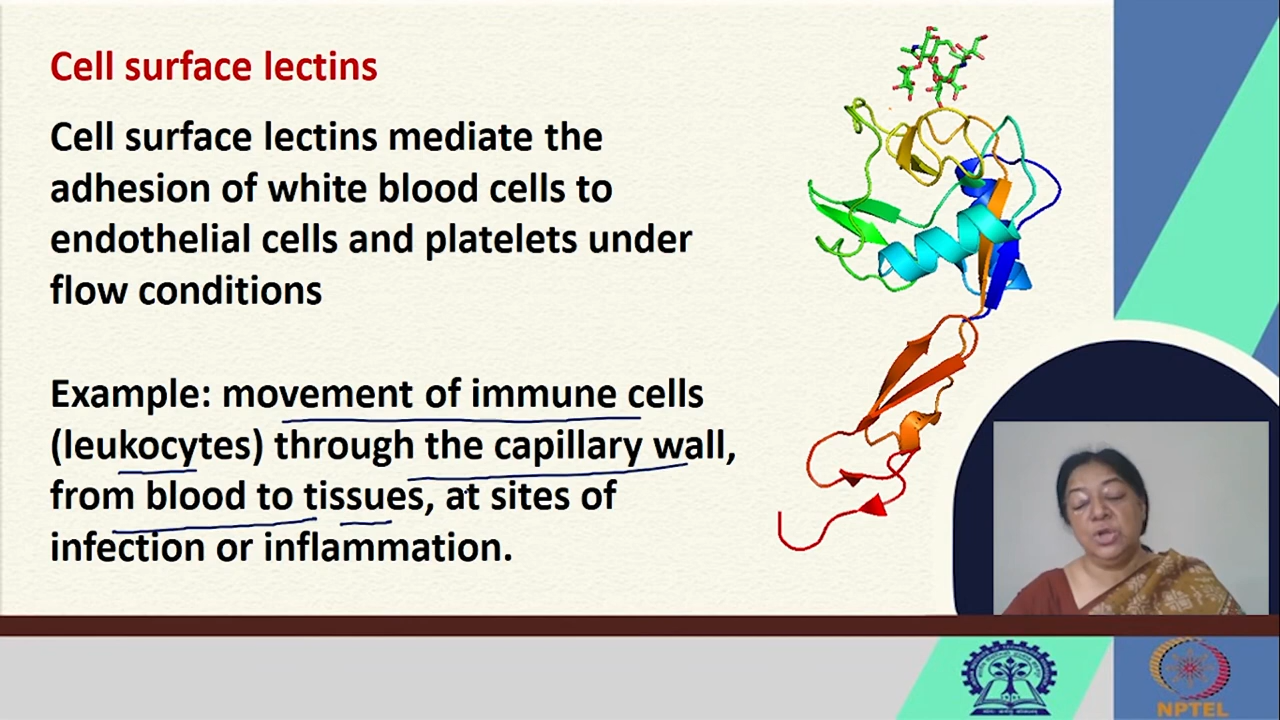 Cell surface lectins
Cell surface lectins mediate the
adhesion of white blood cells to
endothelial cells and platelets under
flow conditions
Example: movement of immune cells
(leukocytes) through the capillary wall,
from blood to tissues, at sites of
infection or inflammation.
NPTEL